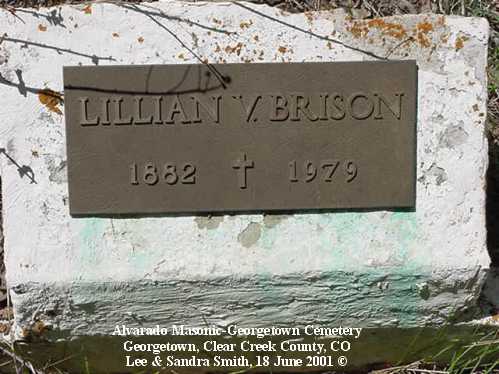 LILLIAN V. BRISON
1882 ✝ 1979
Alvarado Masonic-Georgetown Cemetery
Georgetown, Clear Creek County, CO
Lee & Sandra Smith, 18 June 2001 ©